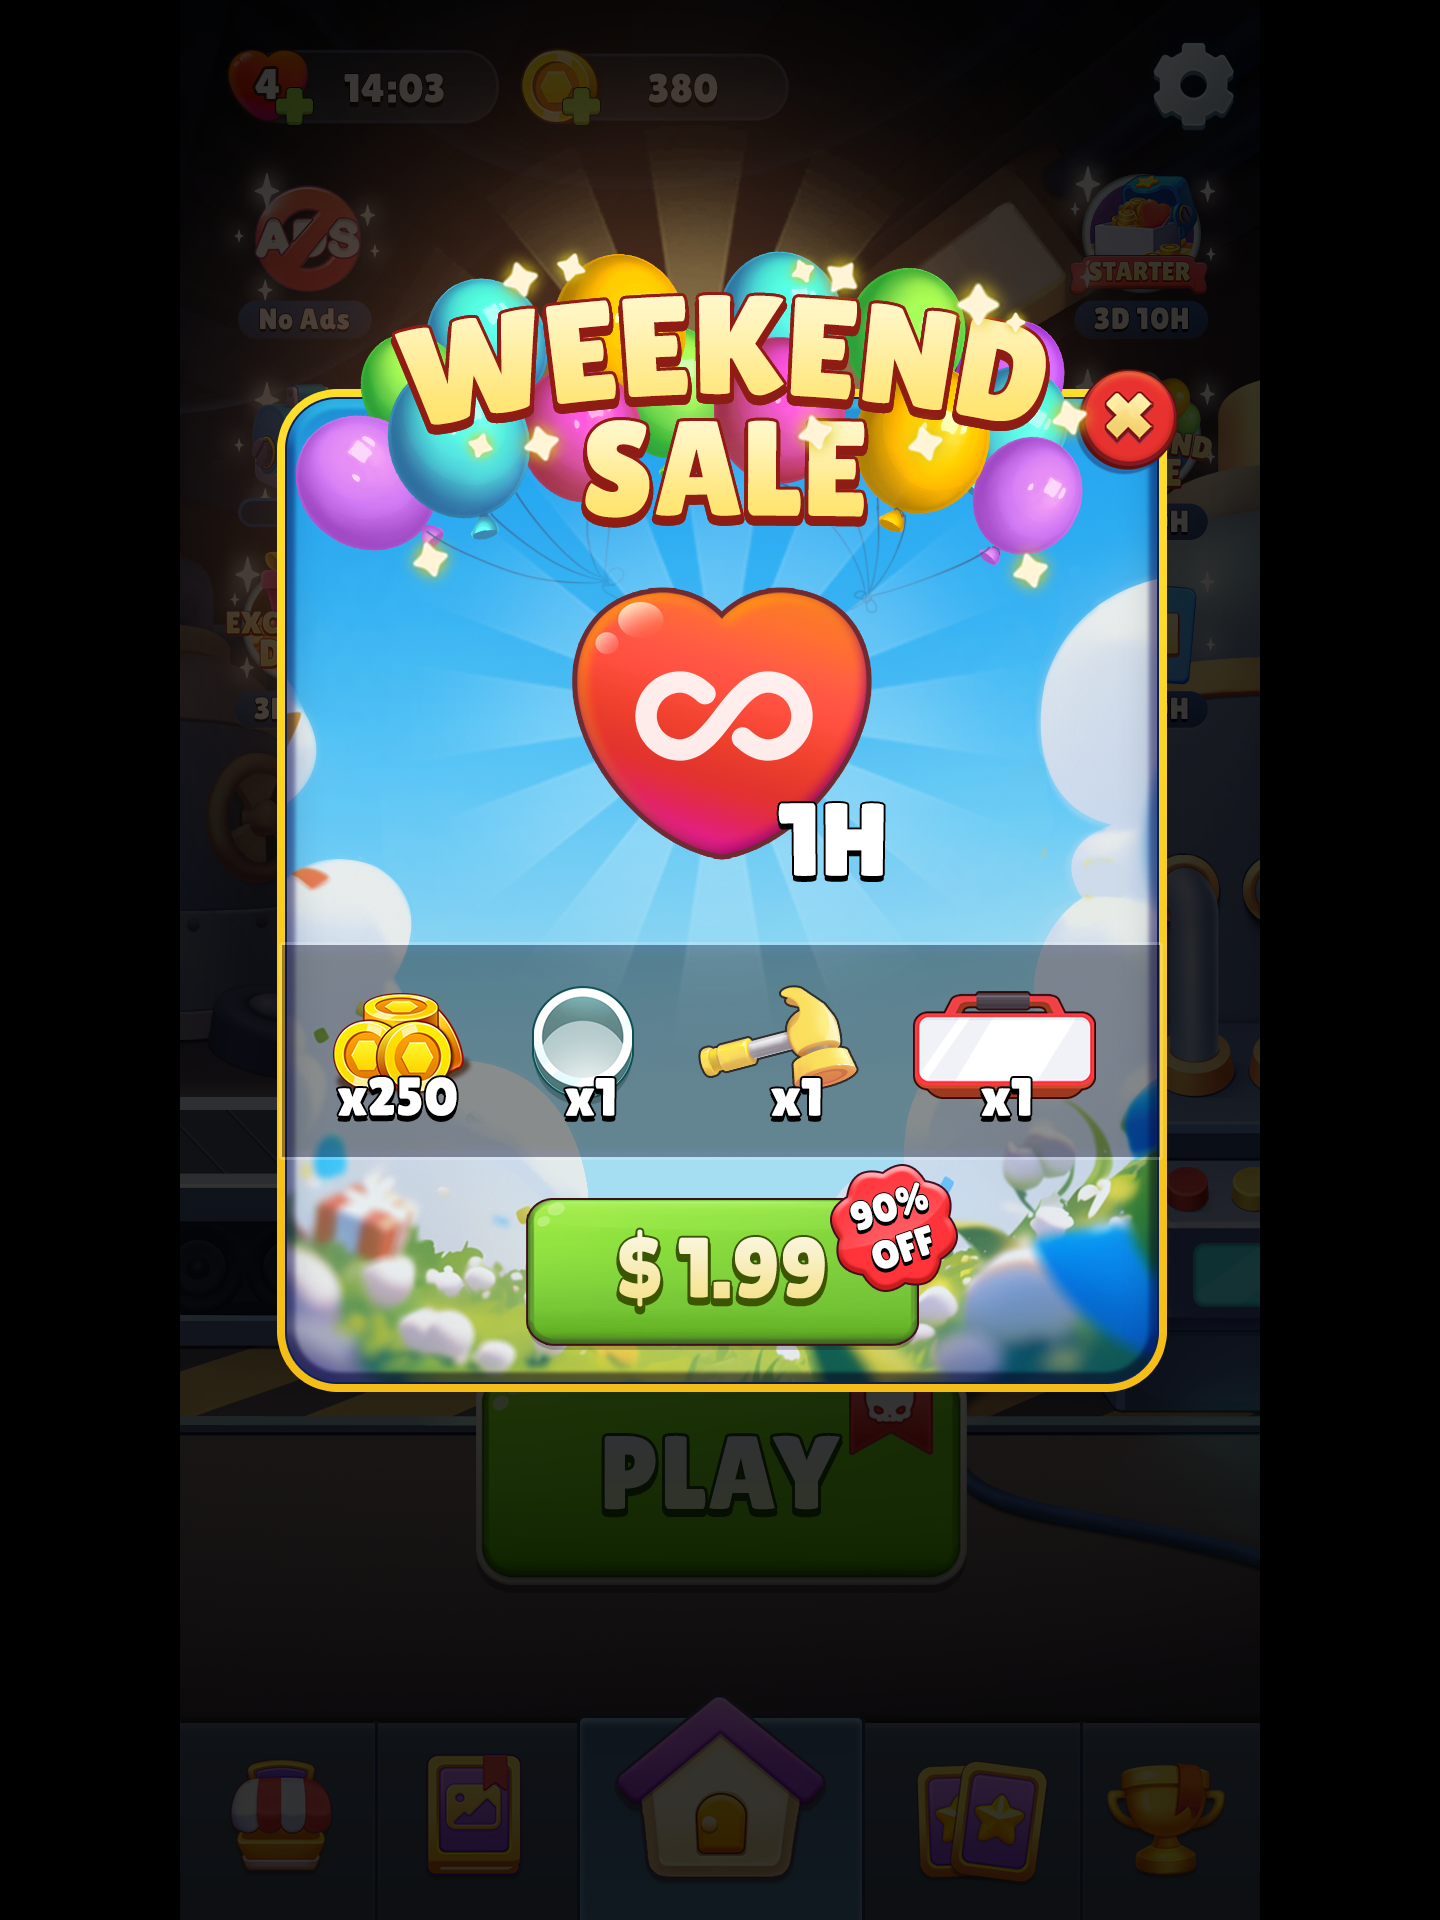 4
14:03
380
ADS
No Ads
STARTER
3D 10H
WEEKEND
SALE
1H
x250
x1
x1
x1
$ 1.99
90%
OFF
PLAY